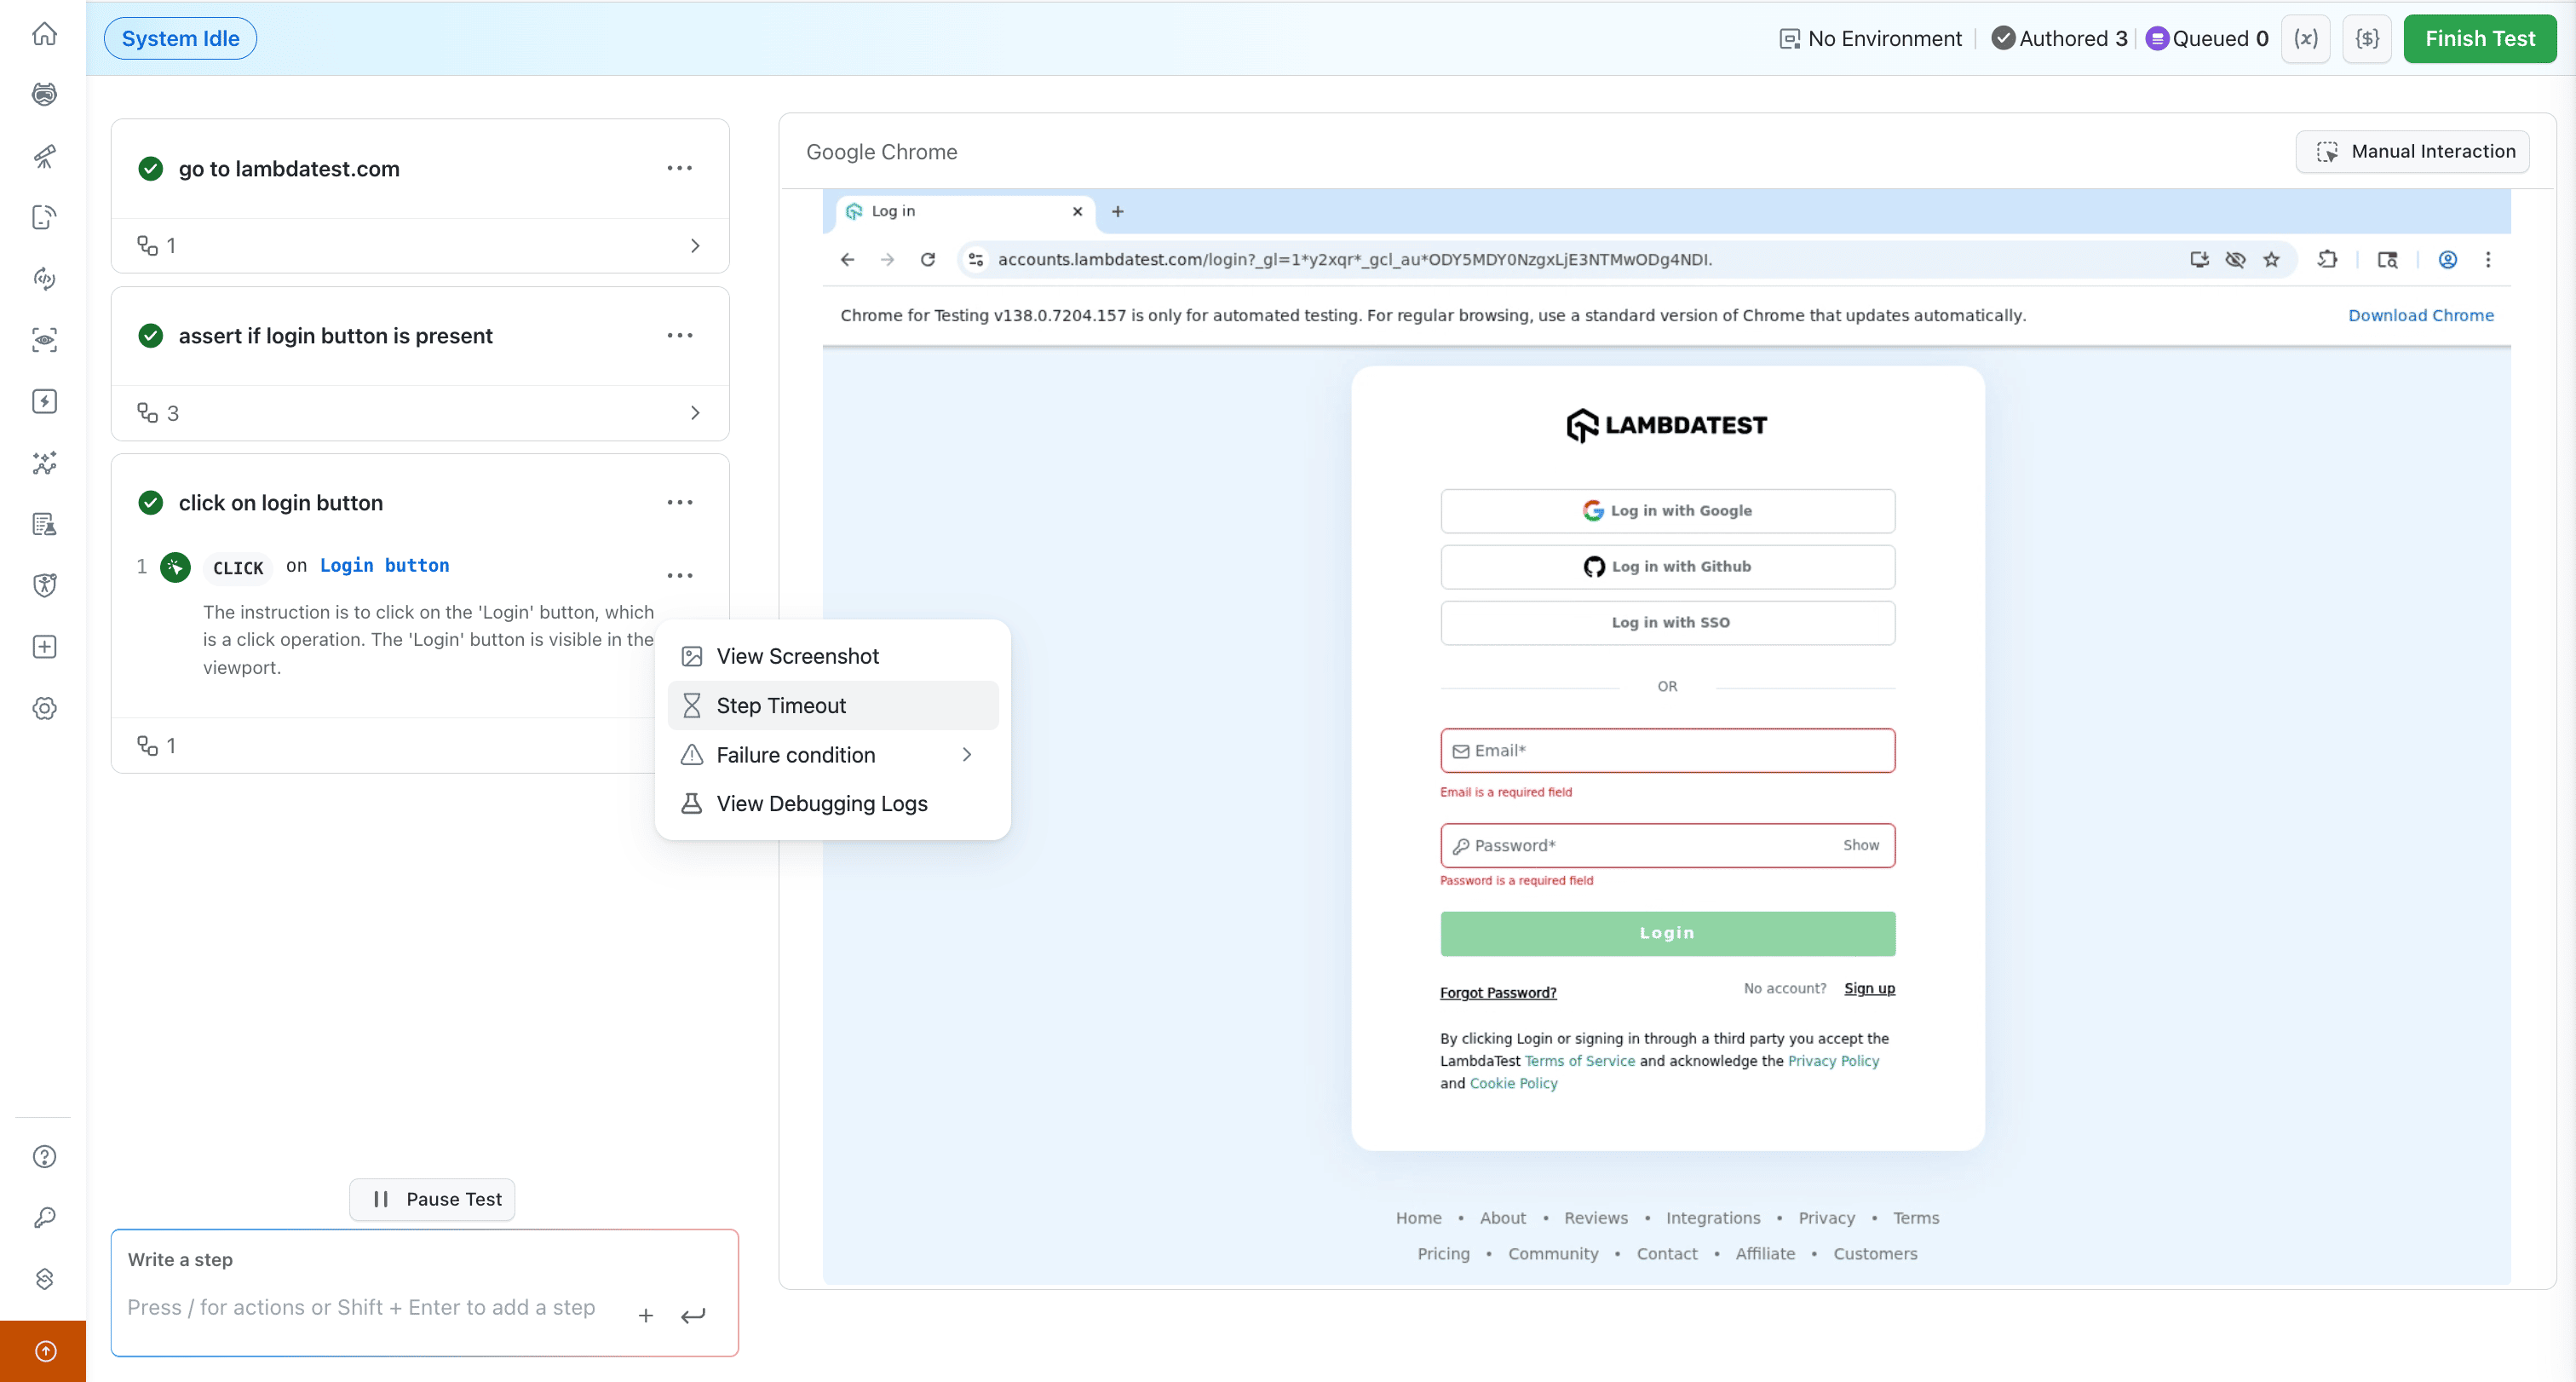 System Idle
No Environment
Authored 3
Queued 0
(x)
{$}
Finish Test
go to lambdatest.com
1
assert if login button is present
3
click on login button
1 CLICK on Login button
The instruction is to click on the 'Login' button, which
is a click operation. The 'Login' button is visible in the
viewport.
1
View Screenshot
Step Timeout
Failure condition
View Debugging Logs
Pause Test
Write a step
Press / for actions or Shift + Enter to add a step
Google Chrome
Manual Interaction
Log in
accounts.lambdatest.com/login?_gl=1*y2xqr*_gcl_au*ODY5MDY0NzgxLjE3NTMwODg4NDI.
Chrome for Testing v138.0.7204.157 is only for automated testing. For regular browsing, use a standard version of Chrome that updates automatically.
Download Chrome
LAMBDATEST
Log in with Google
Log in with Github
Log in with SSO
OR
Email*
Email is a required field
Password*
Show
Password is a required field
Login
Forgot Password?
No account? Sign up
By clicking Login or signing in through a third party you accept the
LambdaTest Terms of Service and acknowledge the Privacy Policy
and Cookie Policy
Home • About • Reviews • Integrations • Privacy • Terms
Pricing • Community • Contact • Affiliate • Customers